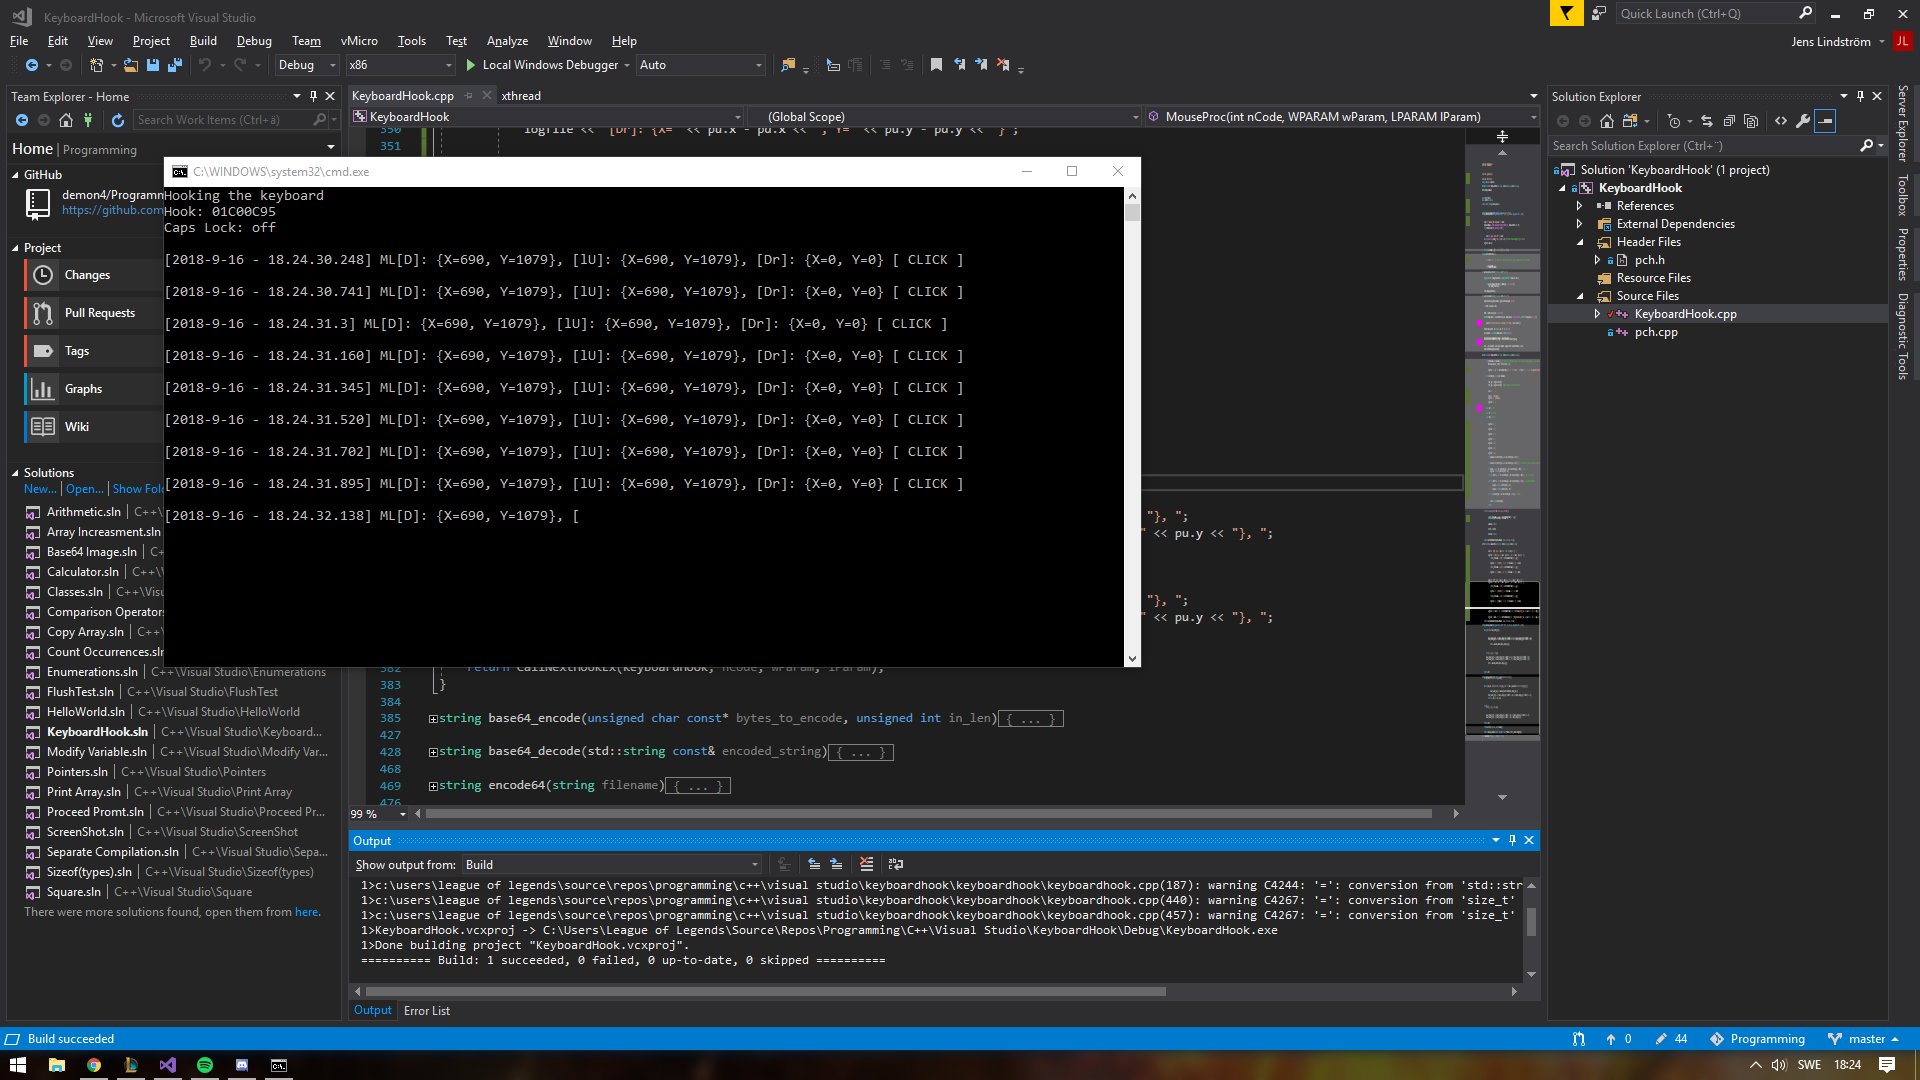 KeyboardHook - Microsoft Visual Studio
Quick Launch (Ctrl+Q)
File Edit View Project Build Debug Team vMicro Tools Test Analyze Window Help
Jens Lindström JL
Debug x86 Local Windows Debugger Auto
Team Explorer - Home
Search Work Items (Ctrl+ä)
Home | Programming
GitHub
demon4/Programm
https://github.com
Project
Changes
Pull Requests
Tags
Graphs
Wiki
Solutions
New... | Open... | Show Fol
Arithmetic.sln | C+
Array Increasment.sln
Base64 Image.sln | C+
Calculator.sln | C++\
Classes.sln | C++\Visu
Comparison Operators
Copy Array.sln | C++\
Count Occurrences.sln
Enumerations.sln | C++\Visual Studio\Enumerations
FlushTest.sln | C++\Visual Studio\FlushTest
HelloWorld.sln | C++\Visual Studio\HelloWorld
KeyboardHook.sln | C++\Visual Studio\Keyboard...
Modify Variable.sln | C++\Visual Studio\Modify Var...
Pointers.sln | C++\Visual Studio\Pointers
Print Array.sln | C++\Visual Studio\Print Array
Proceed Promt.sln | C++\Visual Studio\Proceed Pr...
ScreenShot.sln | C++\Visual Studio\ScreenShot
Separate Compilation.sln | C++\Visual Studio\Sepa...
Sizeof(types).sln | C++\Visual Studio\Sizeof(types)
Square.sln | C++\Visual Studio\Square
There were more solutions found, open them from here.
KeyboardHook.cpp xthread
KeyboardHook (Global Scope) MouseProc(int nCode, WPARAM wParam, LPARAM lParam)
350 logfile << "[Dr]: {X=" << pd.x - pu.x << ", Y=" << pd.y - pu.y << "}";
351
C:\WINDOWS\system32\cmd.exe
Hooking the keyboard
Hook: 01C00C95
Caps Lock: off
[2018-9-16 - 18.24.30.248] ML[D]: {X=690, Y=1079}, [lU]: {X=690, Y=1079}, [Dr]: {X=0, Y=0} [ CLICK ]
[2018-9-16 - 18.24.30.741] ML[D]: {X=690, Y=1079}, [lU]: {X=690, Y=1079}, [Dr]: {X=0, Y=0} [ CLICK ]
[2018-9-16 - 18.24.31.3] ML[D]: {X=690, Y=1079}, [lU]: {X=690, Y=1079}, [Dr]: {X=0, Y=0} [ CLICK ]
[2018-9-16 - 18.24.31.160] ML[D]: {X=690, Y=1079}, [lU]: {X=690, Y=1079}, [Dr]: {X=0, Y=0} [ CLICK ]
[2018-9-16 - 18.24.31.345] ML[D]: {X=690, Y=1079}, [lU]: {X=690, Y=1079}, [Dr]: {X=0, Y=0} [ CLICK ]
[2018-9-16 - 18.24.31.520] ML[D]: {X=690, Y=1079}, [lU]: {X=690, Y=1079}, [Dr]: {X=0, Y=0} [ CLICK ]
[2018-9-16 - 18.24.31.702] ML[D]: {X=690, Y=1079}, [lU]: {X=690, Y=1079}, [Dr]: {X=0, Y=0} [ CLICK ]
[2018-9-16 - 18.24.31.895] ML[D]: {X=690, Y=1079}, [lU]: {X=690, Y=1079}, [Dr]: {X=0, Y=0} [ CLICK ]
[2018-9-16 - 18.24.32.138] ML[D]: {X=690, Y=1079}, [
"}, ";
" << pu.y << "}, ";
"}, ";
" << pu.y << "}, ";
382 return CallNextHookEx(KeyboardHook, nCode, wParam, lParam);
383 }
384
385 string base64_encode(unsigned char const* bytes_to_encode, unsigned int in_len){ ... }
427
428 string base64_decode(std::string const& encoded_string){ ... }
468
469 string encode64(string filename){ ... }
476
99 %
Output
Show output from: Build
1>c:\users\league of legends\source\repos\programming\c++\visual studio\keyboardhook\keyboardhook\keyboardhook.cpp(187): warning C4244: '=': conversion from 'std::str
1>c:\users\league of legends\source\repos\programming\c++\visual studio\keyboardhook\keyboardhook\keyboardhook.cpp(440): warning C4267: '=': conversion from 'size_t'
1>c:\users\league of legends\source\repos\programming\c++\visual studio\keyboardhook\keyboardhook\keyboardhook.cpp(457): warning C4267: '=': conversion from 'size_t'
1>KeyboardHook.vcxproj -> C:\Users\League of Legends\Source\Repos\Programming\C++\Visual Studio\KeyboardHook\Debug\KeyboardHook.exe
1>Done building project "KeyboardHook.vcxproj".
========== Build: 1 succeeded, 0 failed, 0 up-to-date, 0 skipped ==========
Output Error List
Solution Explorer
Search Solution Explorer (Ctrl+¨)
Solution 'KeyboardHook' (1 project)
KeyboardHook
References
External Dependencies
Header Files
pch.h
Resource Files
Source Files
KeyboardHook.cpp
pch.cpp
Server Explorer
Toolbox
Properties
Diagnostic Tools
Build succeeded
0 44 Programming master
SWE 18:24